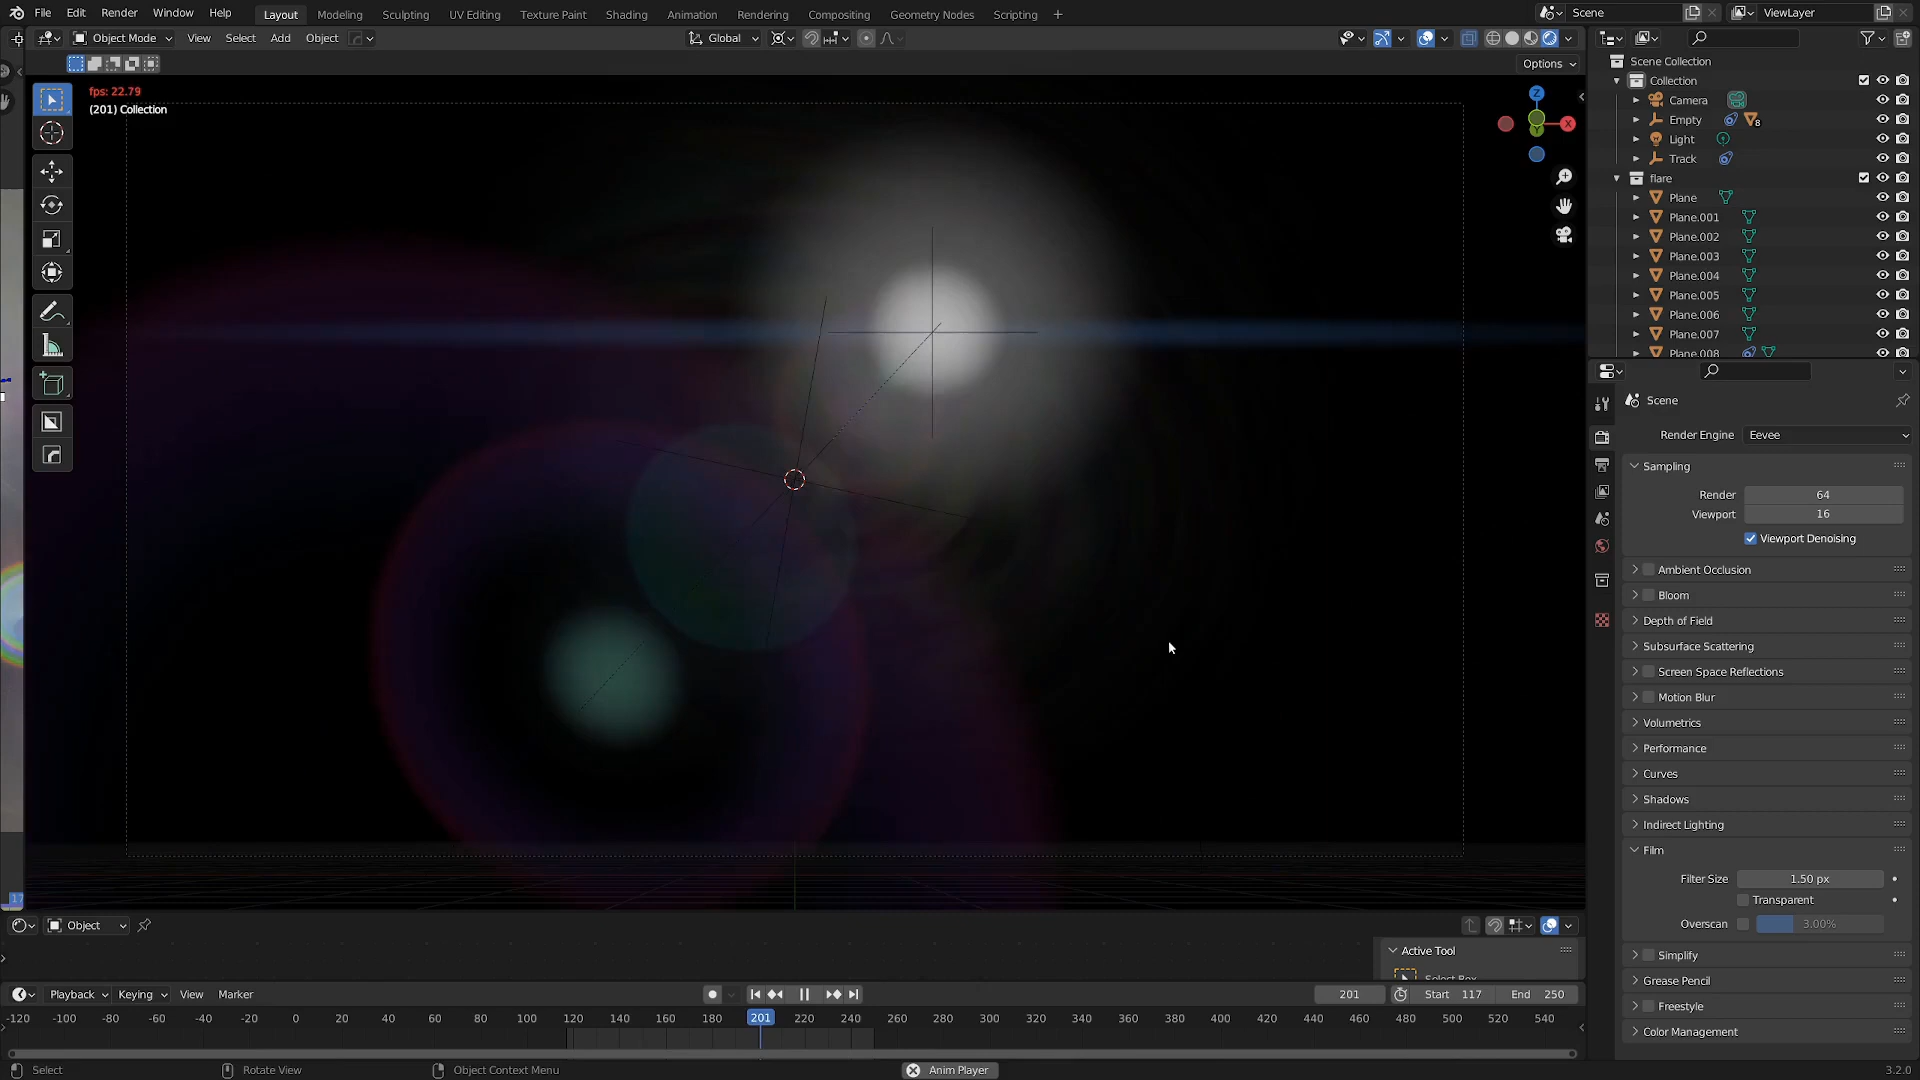 File Edit Render Window Help Layout Modeling Sculpting UV Editing Texture Paint Shading Animation Rendering Compositing Geometry Nodes Scripting + Scene ViewLayer
Object Mode View Select Add Object Global
Options
fps: 22.79
(201) Collection
Z
X
Y
Scene Collection
Collection
Camera
Empty 8
Light
Track
flare
Plane
Plane.001
Plane.002
Plane.003
Plane.004
Plane.005
Plane.006
Plane.007
Plane.008
Scene
Render Engine Eevee
Sampling
Render 64
Viewport 16
Viewport Denoising
Ambient Occlusion
Bloom
Depth of Field
Subsurface Scattering
Screen Space Reflections
Motion Blur
Volumetrics
Performance
Curves
Shadows
Indirect Lighting
Film
Filter Size 1.50 px
Transparent
Overscan 3.00%
Simplify
Grease Pencil
Freestyle
Color Management
17
Object
Active Tool
Select Box
Playback Keying View Marker 201 Start 117 End 250
-120 -100 -80 -60 -40 -20 0 20 40 60 80 100 120 140 160 180 201 220 240 260 280 300 320 340 360 380 400 420 440 460 480 500 520 540
Select Rotate View Object Context Menu Anim Player 3.2.0